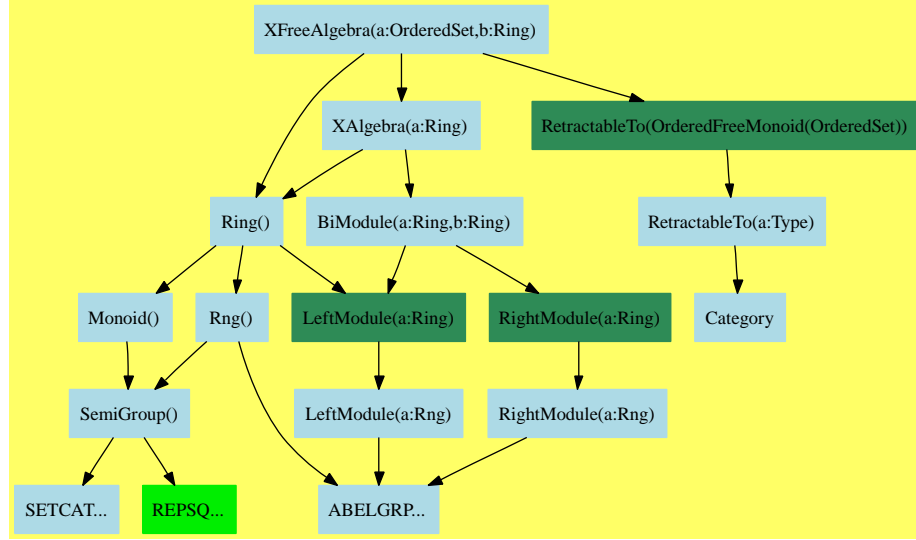 XFreeAlgebra(a:OrderedSet,b:Ring)
XAlgebra(a:Ring)
RetractableTo(OrderedFreeMonoid(OrderedSet))
Ring()
BiModule(a:Ring,b:Ring)
RetractableTo(a:Type)
Monoid()
Rng()
LeftModule(a:Ring)
RightModule(a:Ring)
Category
SemiGroup()
LeftModule(a:Rng)
RightModule(a:Rng)
SETCAT...
REPSQ...
ABELGRP...